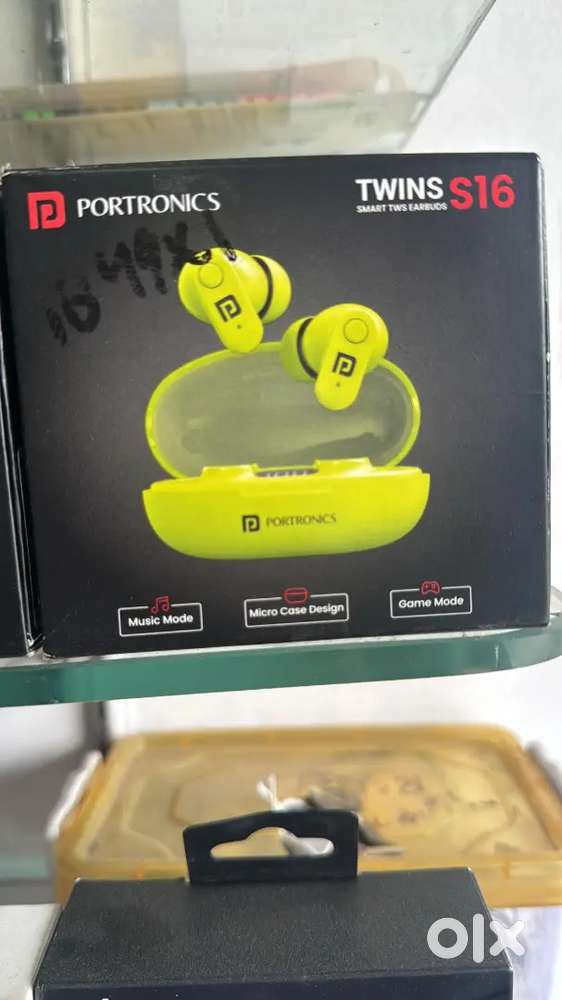 PORTRONICS
TWINS S16
SMART TWS EARBUDS
PORTRONICS
Music Mode
Micro Case Design
Game Mode
olx